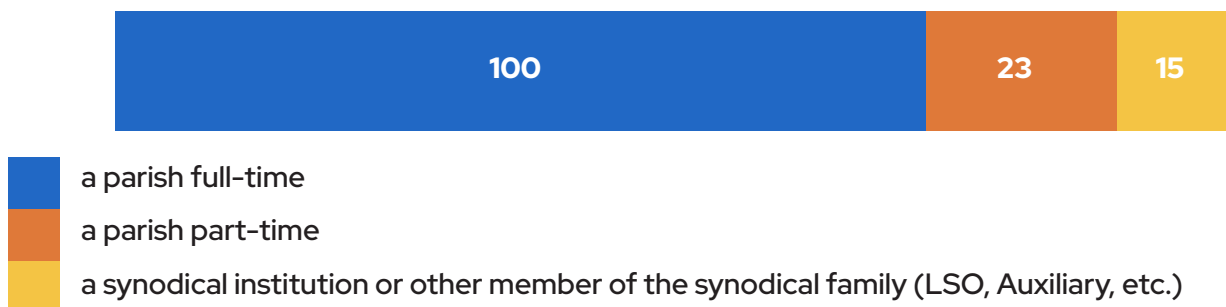 100 23 15
a parish full-time
a parish part-time
a synodical institution or other member of the synodical family (LSO, Auxiliary, etc.)